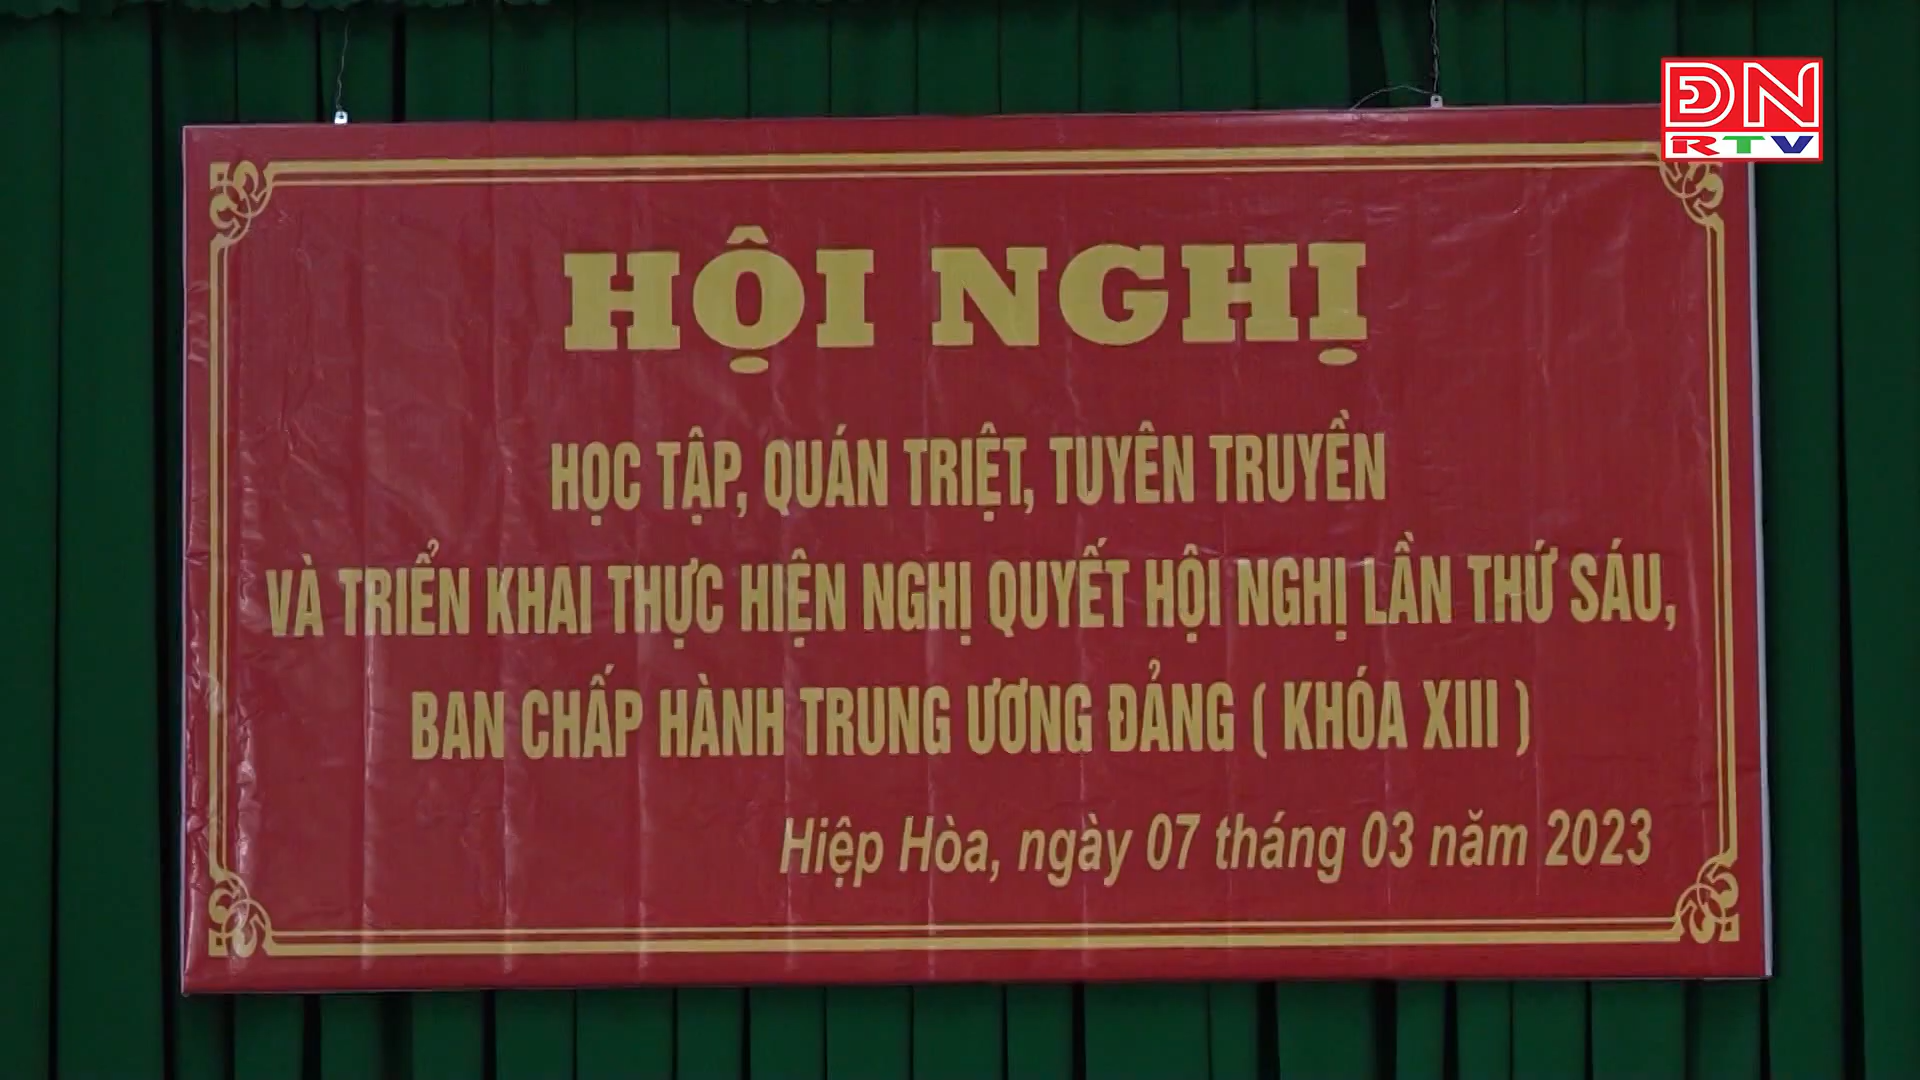 ĐN
RTV
HỘI NGHỊ
HỌC TẬP, QUÁN TRIỆT, TUYÊN TRUYỀN
VÀ TRIỂN KHAI THỰC HIỆN NGHỊ QUYẾT HỘI NGHỊ LẦN THỨ SÁU,
BAN CHẤP HÀNH TRUNG ƯƠNG ĐẢNG ( KHÓA XIII )
Hiệp Hòa, ngày 07 tháng 03 năm 2023